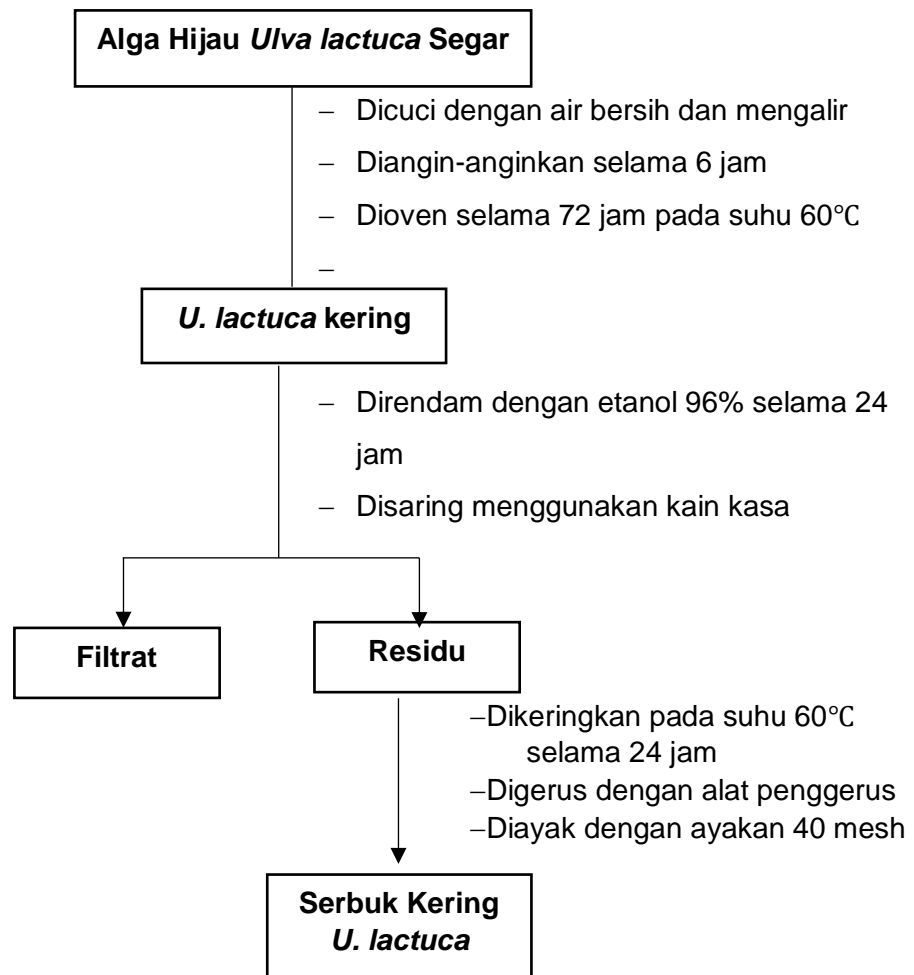 Alga Hijau Ulva lactuca Segar
– Dicuci dengan air bersih dan mengalir
– Diangin-anginkan selama 6 jam
– Dioven selama 72 jam pada suhu 60℃
–
U. lactuca kering
– Direndam dengan etanol 96% selama 24
jam
– Disaring menggunakan kain kasa
Filtrat
Residu
–Dikeringkan pada suhu 60℃
selama 24 jam
–Digerus dengan alat penggerus
–Diayak dengan ayakan 40 mesh
Serbuk Kering
U. lactuca